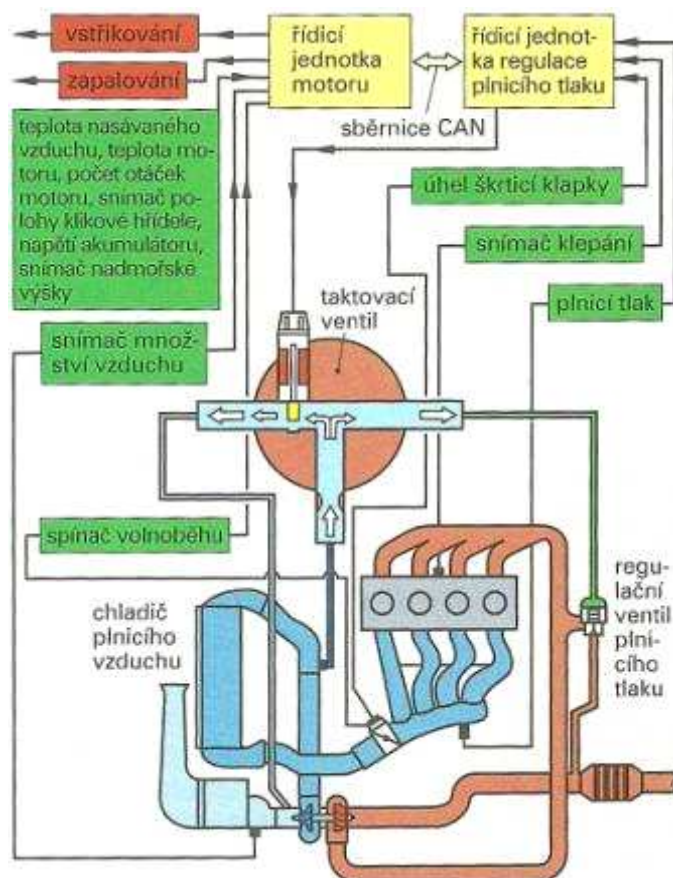 vstřikování
zapalování
řídicí
jednotka
motoru
řídicí jednot-
ka regulace
plnicího tlaku
sběrnice CAN
teplota nasávaného
vzduchu, teplota mo-
toru, počet otáček
motoru, snímač po-
lohy klikové hřídele,
napětí akumulátoru,
snímač nadmořské
výšky
úhel škrticí klapky
snímač klepání
plnicí tlak
taktovací
ventil
snímač množ-
ství vzduchu
spínač volnoběhu
chladič
plnicího
vzduchu
regu-
lační
ventil
plni-
cího
tlaku